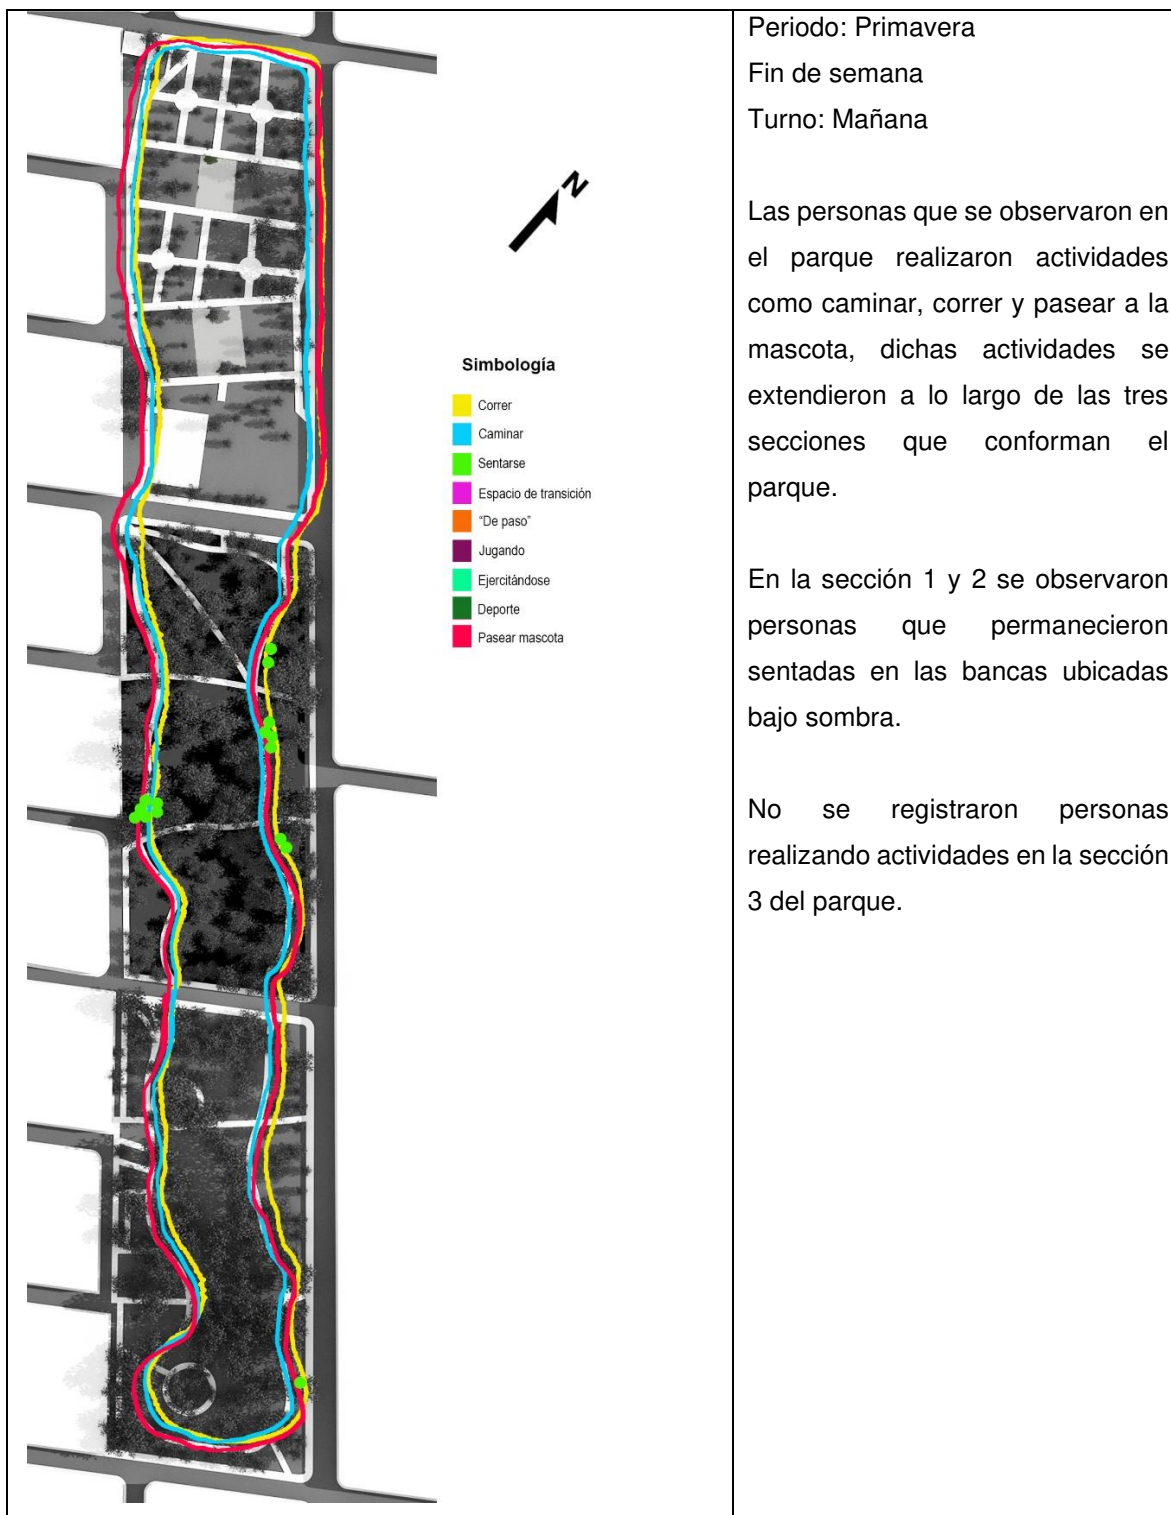 N
Simbología
Correr
Caminar
Sentarse
Espacio de transición
"De paso"
Jugando
Ejercitándose
Deporte
Pasear mascota
Periodo: Primavera
Fin de semana
Turno: Mañana
Las personas que se observaron en
el parque realizaron actividades
como caminar, correr y pasear a la
mascota, dichas actividades se
extendieron a lo largo de las tres
secciones que conforman el
parque.
En la sección 1 y 2 se observaron
personas que permanecieron
sentadas en las bancas ubicadas
bajo sombra.
No se registraron personas
realizando actividades en la sección
3 del parque.